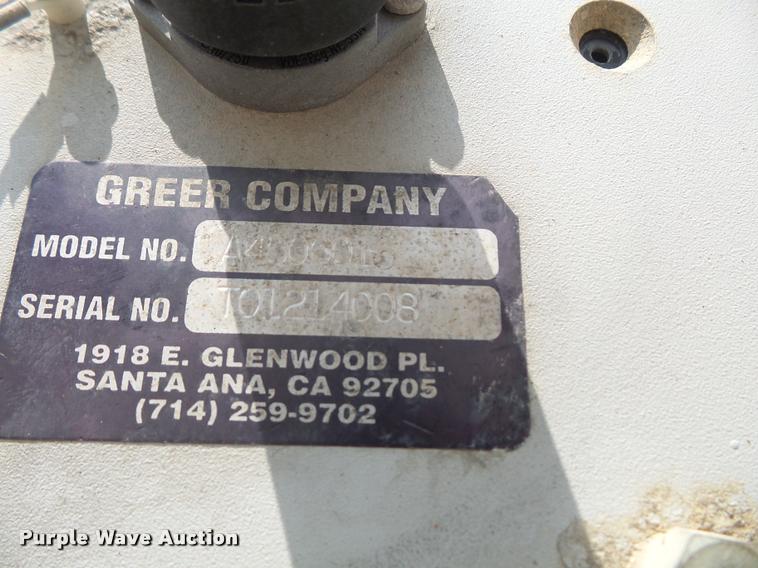 GREER COMPANY
MODEL NO.
SERIAL NO. T01214C08
1918 E. GLENWOOD PL.
SANTA ANA, CA 92705
(714) 259-9702
Purple Wave Auction